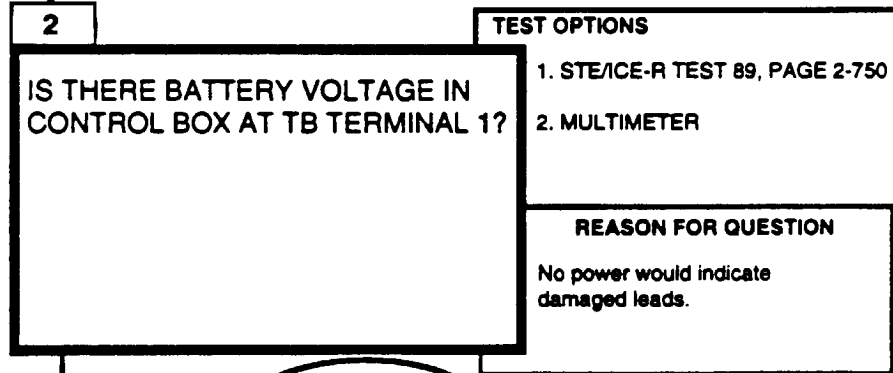 2
IS THERE BATTERY VOLTAGE IN
CONTROL BOX AT TB TERMINAL 1?
TEST OPTIONS
1. STE/ICE-R TEST 89, PAGE 2-750
2. MULTIMETER
REASON FOR QUESTION
No power would indicate
damaged leads.